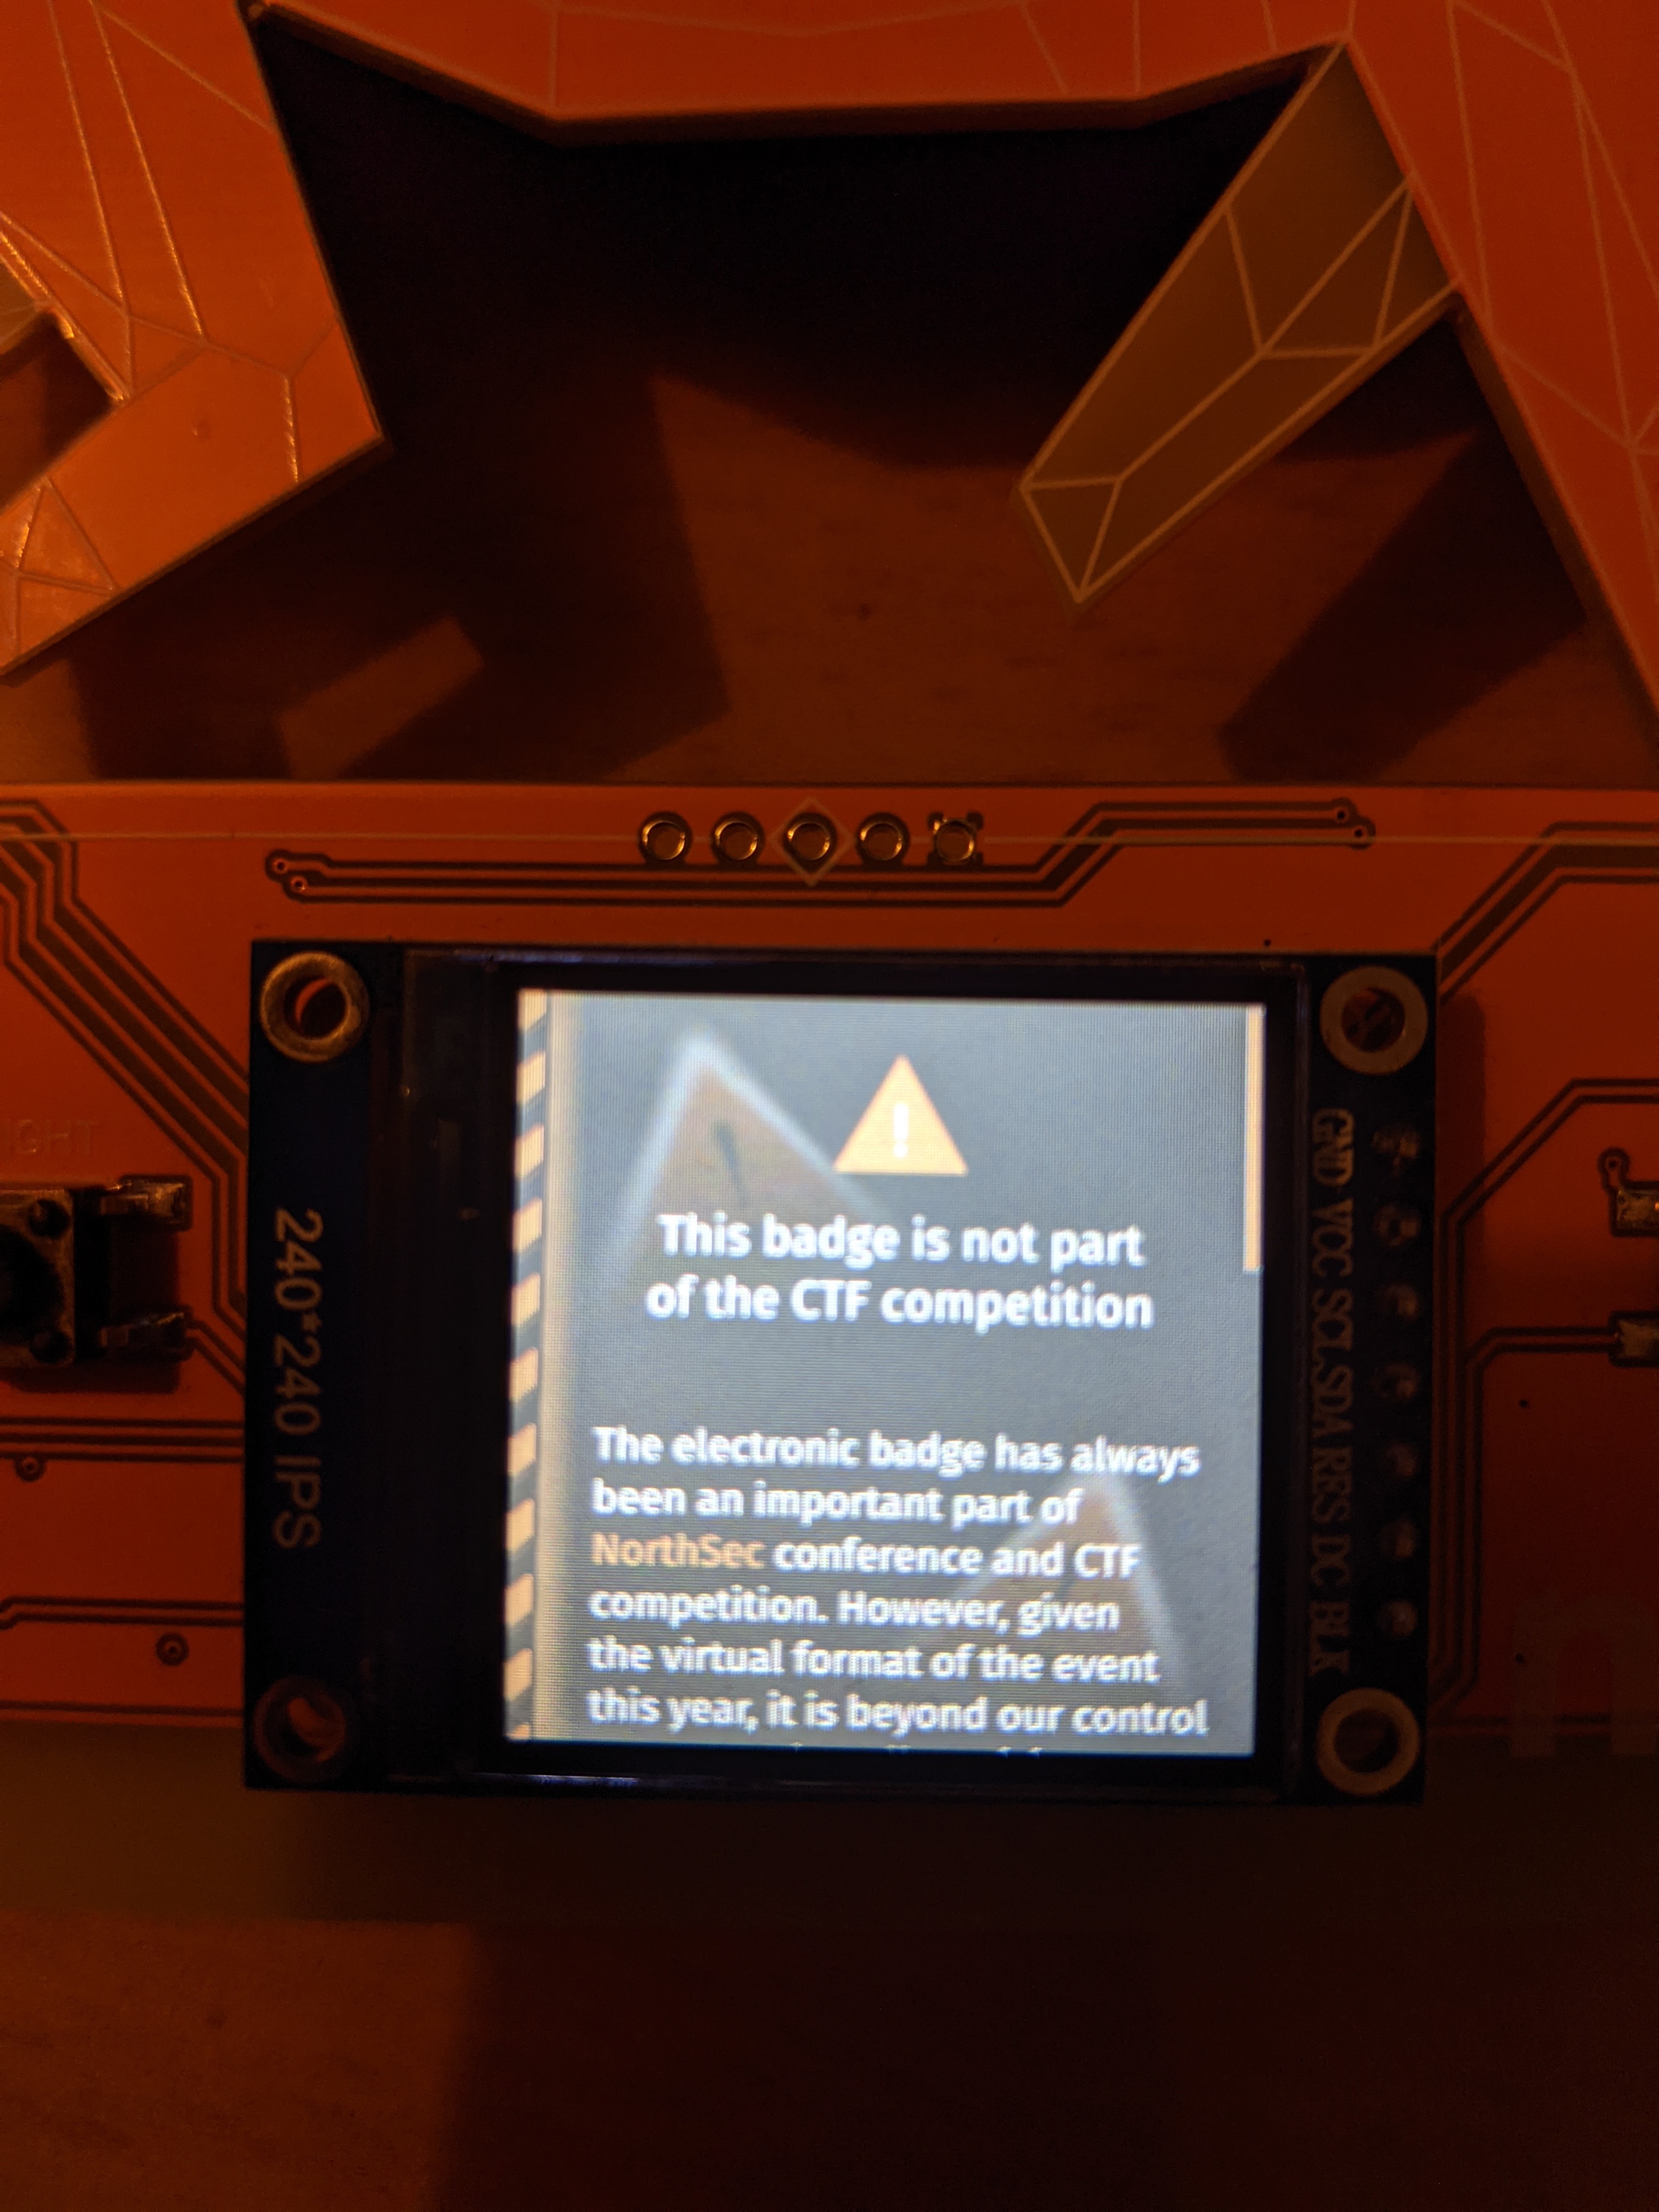 This badge is not part
of the CTF competition
The electronic badge has always
been an important part of
NorthSec conference and CTF
competition. However, given
the virtual format of the event
this year, it is beyond our control
240*240 IPS
GND VCC SCL SDA RES DC BLK
IGHT